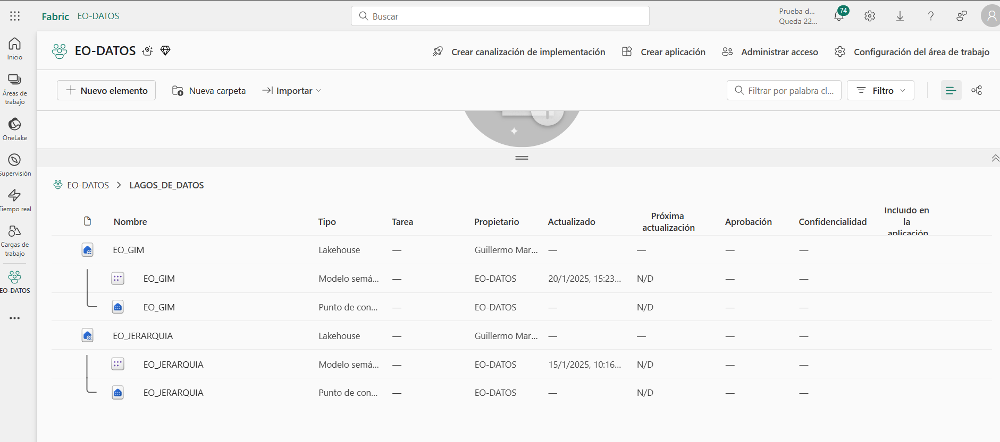 Fabric EO-DATOS
Buscar
Prueba d...
Queda 22...
74
Inicio
Áreas de
trabajo
OneLake
Supervisión
Tiempo real
Cargas de
trabajo
EO-DATOS
EO-DATOS
Crear canalización de implementación
Crear aplicación
Administrar acceso
Configuración del área de trabajo
Nuevo elemento
Nueva carpeta
Importar
Filtrar por palabra cl...
Filtro
EO-DATOS > LAGOS_DE_DATOS
Nombre Tipo Tarea Propietario Actualizado Próxima actualización Aprobación Confidencialidad Incluido en la aplicación
EO_GIM Lakehouse — Guillermo Mar... — — — —
EO_GIM Modelo semá... — EO-DATOS 20/1/2025, 15:23... N/D — —
EO_GIM Punto de con... — EO-DATOS — N/D — —
EO_JERARQUIA Lakehouse — Guillermo Mar... — — — —
EO_JERARQUIA Modelo semá... — EO-DATOS 15/1/2025, 10:16... N/D — —
EO_JERARQUIA Punto de con... — EO-DATOS — N/D — —